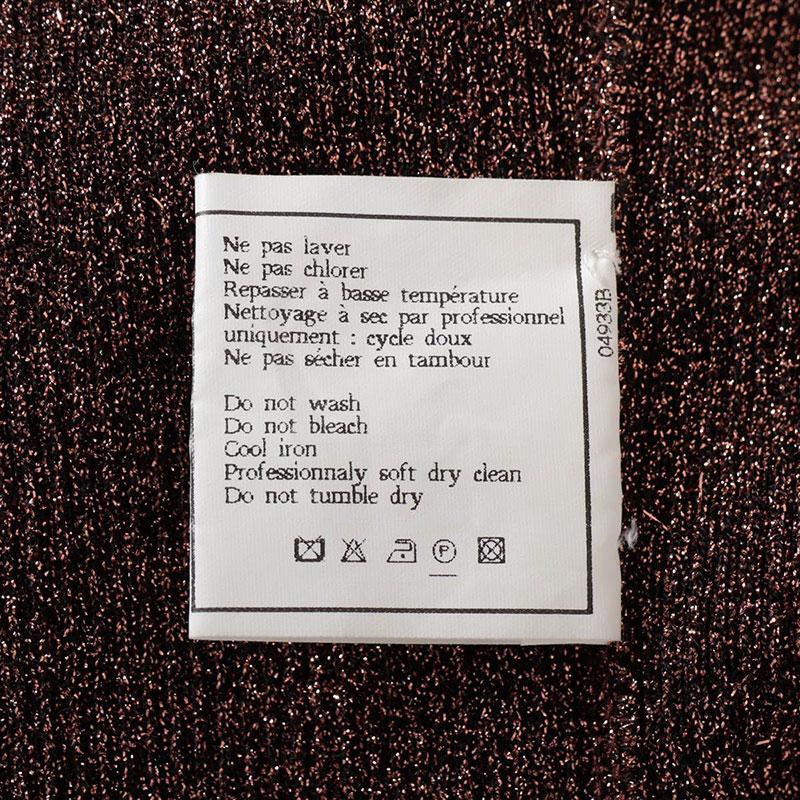 Ne pas laver
Ne pas chlorer
Repasser à basse température
Nettoyage à sec par professionnel
uniquement : cycle doux
Ne pas sécher en tambour
Do not wash
Do not bleach
Cool iron
Professionnaly soft dry clean
Do not tumble dry
P
04933B